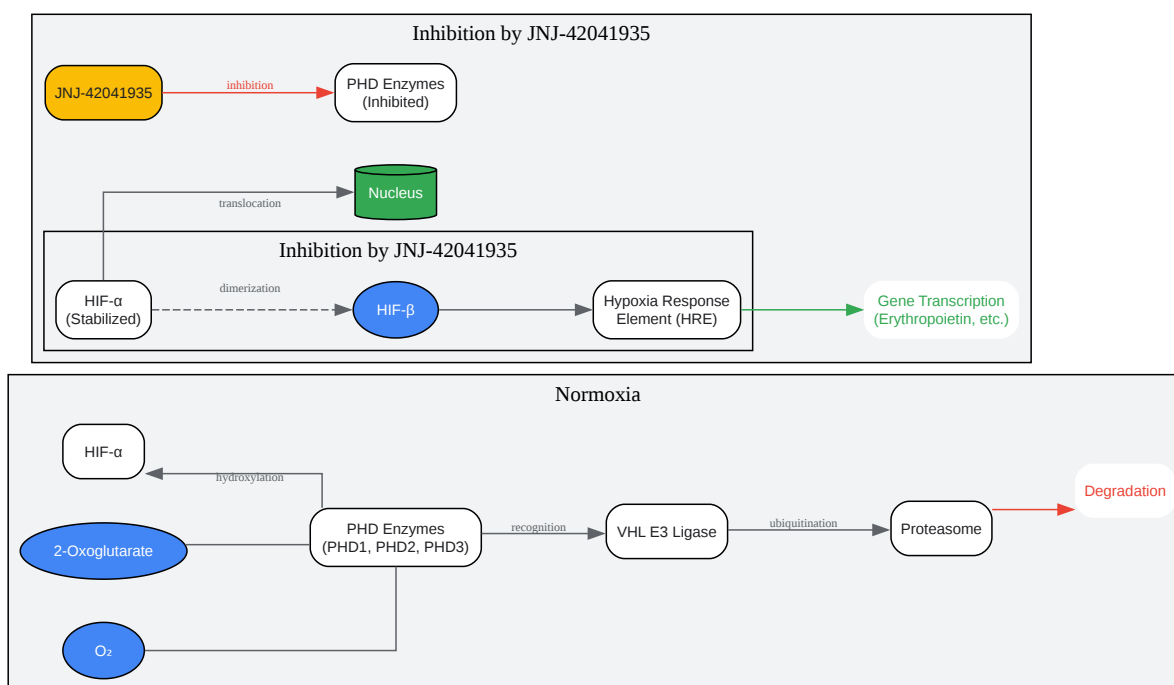 Inhibition by JNJ-42041935
JNJ-42041935
inhibition
PHD Enzymes
(Inhibited)
Nucleus
translocation
Inhibition by JNJ-42041935
HIF-α
(Stabilized)
dimerization
HIF-β
Hypoxia Response
Element (HRE)
Gene Transcription
(Erythropoietin, etc.)
Normoxia
HIF-α
hydroxylation
2-Oxoglutarate
PHD Enzymes
(PHD1, PHD2, PHD3)
recognition
VHL E3 Ligase
ubiquitination
Proteasome
Degradation
O₂